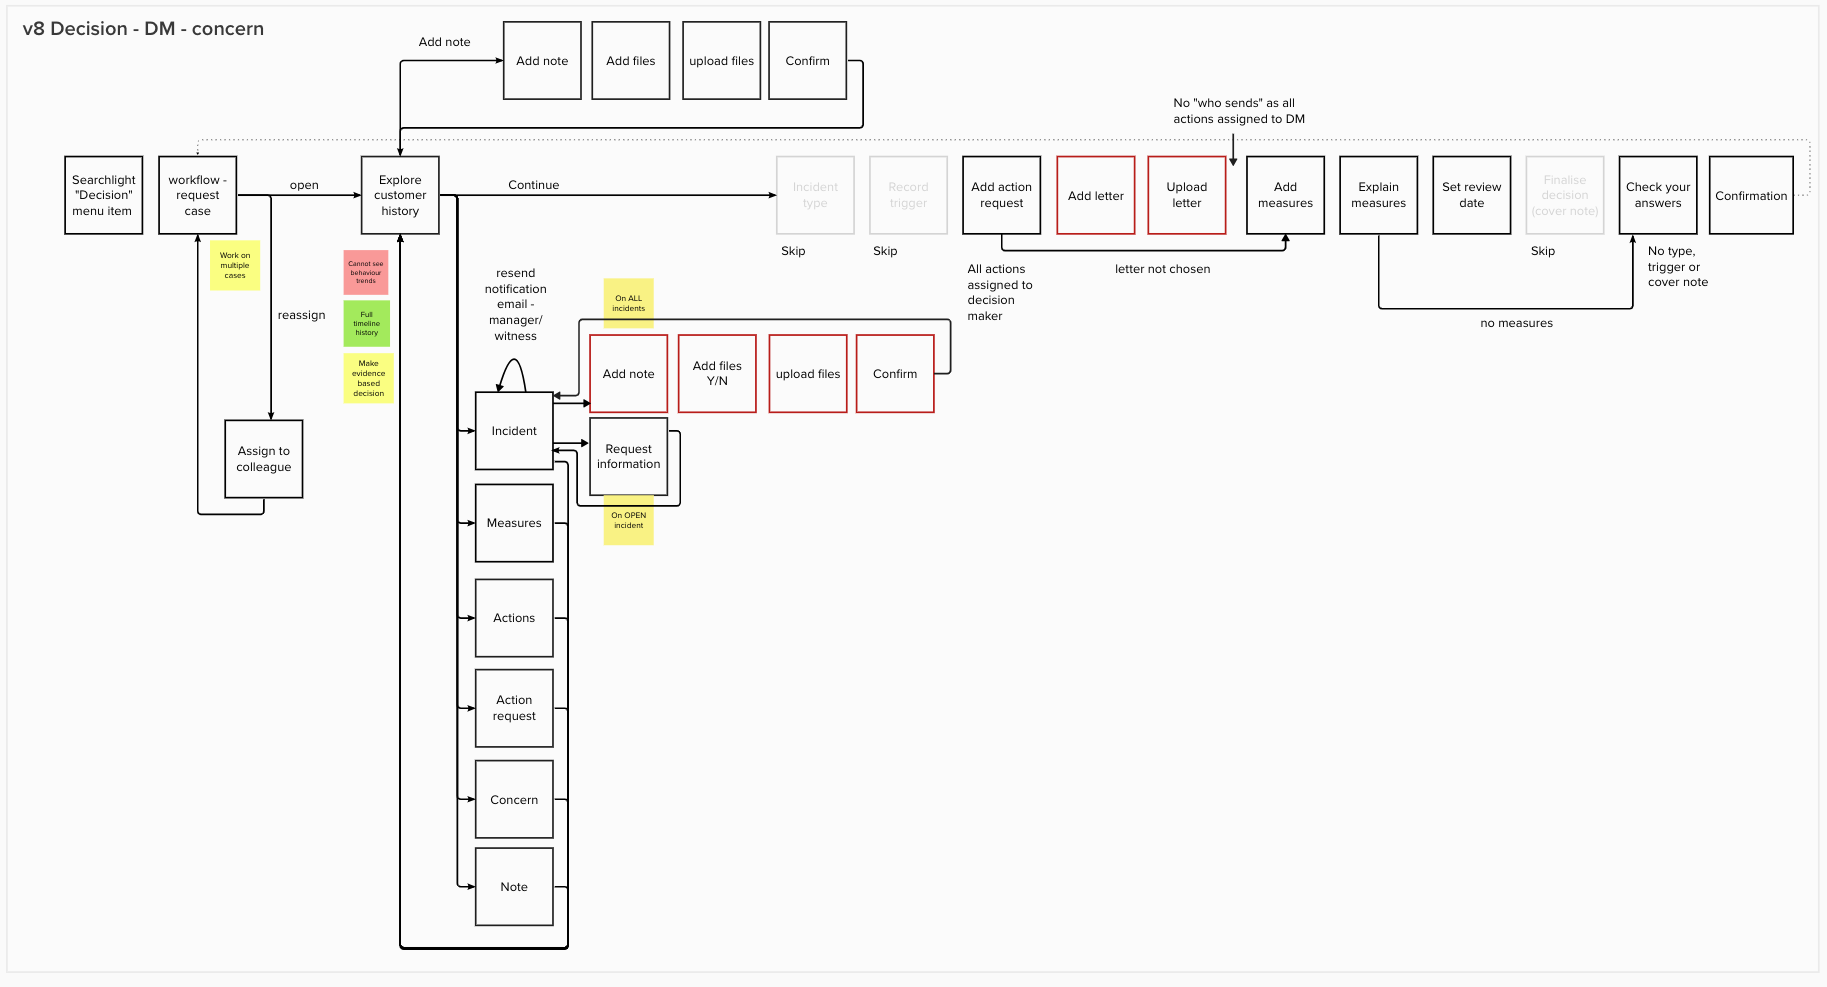 v8 Decision - DM - concern
Add note
Add note
Add files
upload files
Confirm
No "who sends" as all
actions assigned to DM
Searchlight
"Decision"
menu item
workflow -
request
case
open
Explore
customer
history
Continue
Incident
type
Record
trigger
Add action
request
Add letter
Upload
letter
Add
measures
Explain
measures
Set review
date
Finalise
decision
(cover note)
Check your
answers
Confirmation
Skip
Skip
All actions
assigned to
decision
maker
letter not chosen
Skip
No type,
trigger or
cover note
no measures
Work on
multiple
cases
reassign
Cannot see
behaviour
trends
Full
timeline
history
Make
evidence
based
decision
resend
notification
email -
manager/
witness
On ALL
incidents
Add note
Add files
Y/N
upload files
Confirm
Incident
Request
information
On OPEN
incident
Assign to
colleague
Measures
Actions
Action
request
Concern
Note